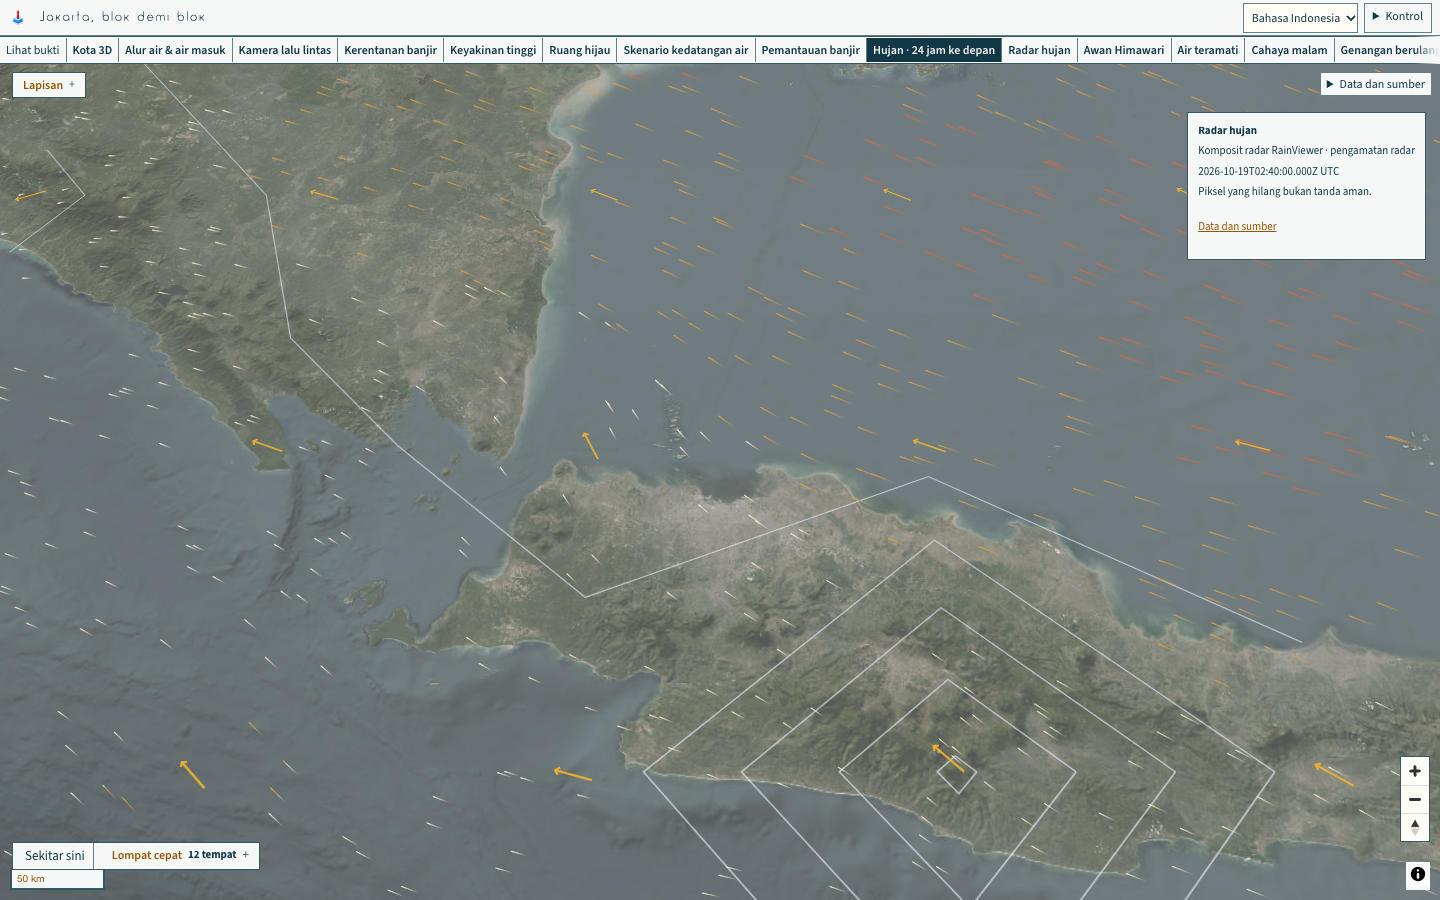 Jakarta, blok demi blok
Bahasa Indonesia
Kontrol
Lihat bukti
Kota 3D
Alur air & air masuk
Kamera lalu lintas
Kerentanan banjir
Keyakinan tinggi
Ruang hijau
Skenario kedatangan air
Pemantauan banjir
Hujan · 24 jam ke depan
Radar hujan
Awan Himawari
Air teramati
Cahaya malam
Genangan berulang
Lapisan +
Data dan sumber
Radar hujan
Komposit radar RainViewer · pengamatan radar
2026-10-19T02:40:00.000Z UTC
Piksel yang hilang bukan tanda aman.
Data dan sumber
Sekitar sini
Lompat cepat 12 tempat +
50 km